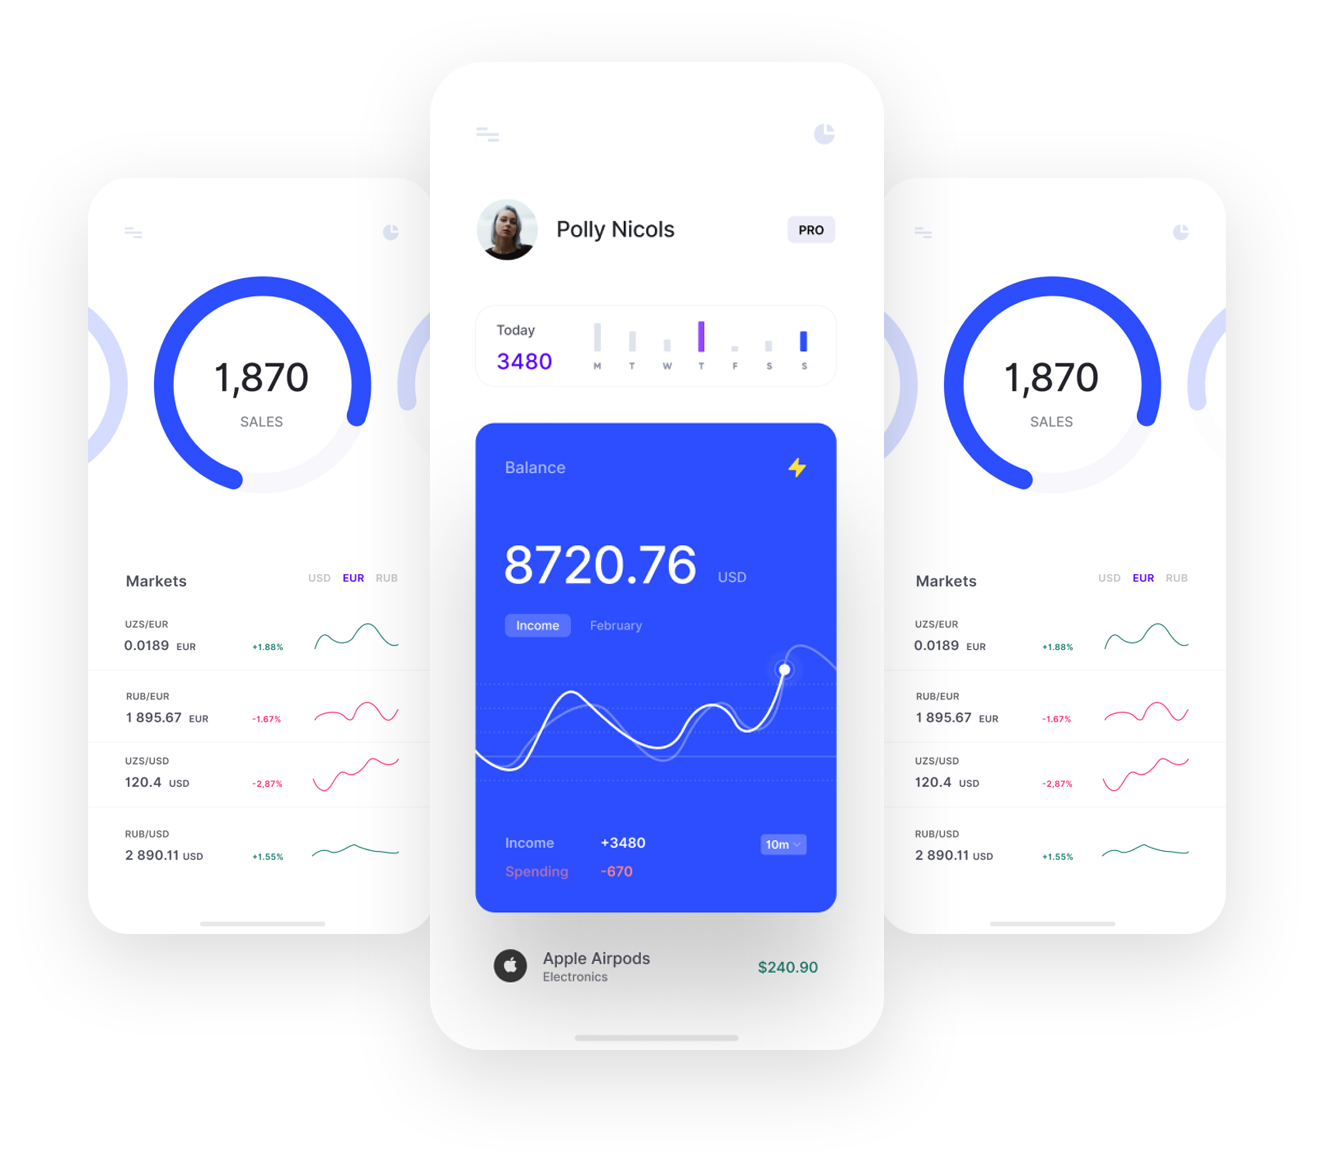 1,870
SALES
Markets USD EUR RUB
UZS/EUR
0.0189 EUR +1.88%
RUB/EUR
1 895.67 EUR -1.67%
UZS/USD
120.4 USD -2,87%
RUB/USD
2 890.11 USD +1.55%
Polly Nicols PRO
Today
3480
M T W T F S S
Balance
8720.76 USD
Income February
Income +3480 10m
Spending -670
Apple Airpods
Electronics
$240.90
1,870
SALES
Markets USD EUR RUB
UZS/EUR
0.0189 EUR +1.88%
RUB/EUR
1 895.67 EUR -1.67%
UZS/USD
120.4 USD -2,87%
RUB/USD
2 890.11 USD +1.55%